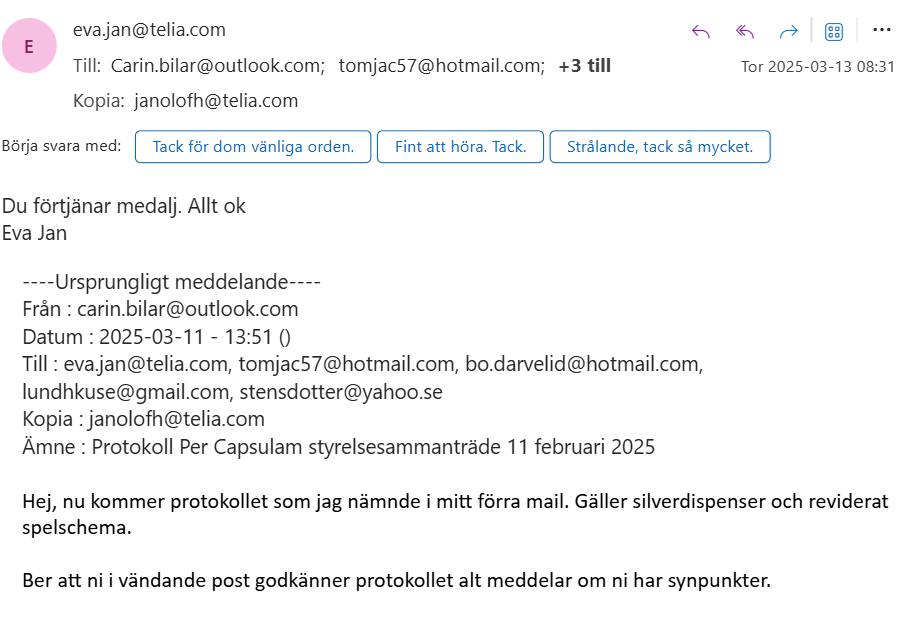 E
eva.jan@telia.com
Till: Carin.bilar@outlook.com; tomjac57@hotmail.com; +3 till
Tor 2025-03-13 08:31
Kopia: janolofh@telia.com
Börja svara med: Tack för dom vänliga orden. Fint att höra. Tack. Strålande, tack så mycket.
Du förtjänar medalj. Allt ok
Eva Jan
----Ursprungligt meddelande----
Från : carin.bilar@outlook.com
Datum : 2025-03-11 - 13:51 ()
Till : eva.jan@telia.com, tomjac57@hotmail.com, bo.darvelid@hotmail.com,
lundhkuse@gmail.com, stensdotter@yahoo.se
Kopia : janolofh@telia.com
Ämne : Protokoll Per Capsulam styrelsesammanträde 11 februari 2025
Hej, nu kommer protokollet som jag nämnde i mitt förra mail. Gäller silverdispenser och reviderat
spelschema.
Ber att ni i vändande post godkänner protokollet alt meddelar om ni har synpunkter.